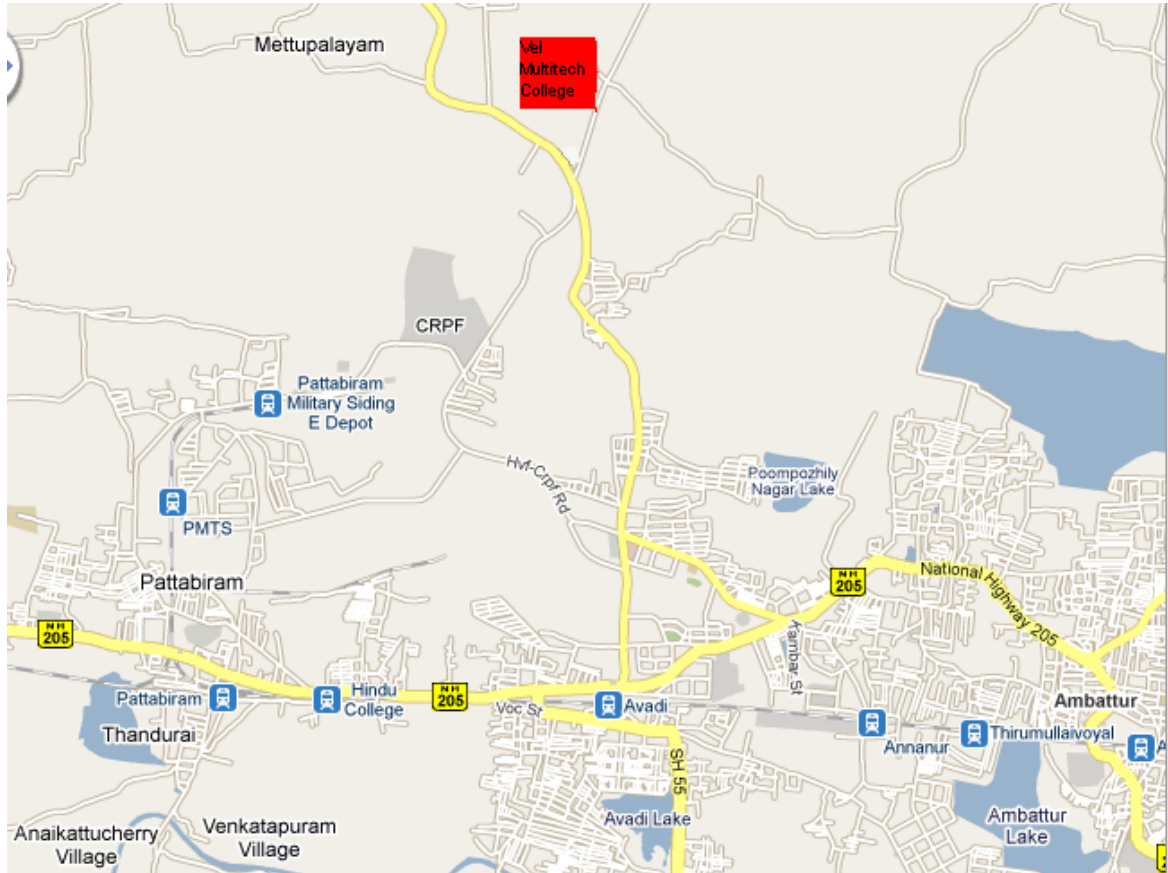 Mettupalayam
Vel
Multitech
College
CRPF
Pattabiram
Military Siding
E Depot
Hvf-Crpf Rd
Poompozhily
Nagar Lake
PMTS
Pattabiram
NH
205
National Highway 205
NH
205
Kambar St
Pattabiram
Hindu
College
NH
205
Voc St
Avadi
Ambattur
Thandurai
Annanur
Thirumullaivoyal
A
SH 55
Anaikattucherry
Village
Venkatapuram
Village
Avadi Lake
Ambattur
Lake